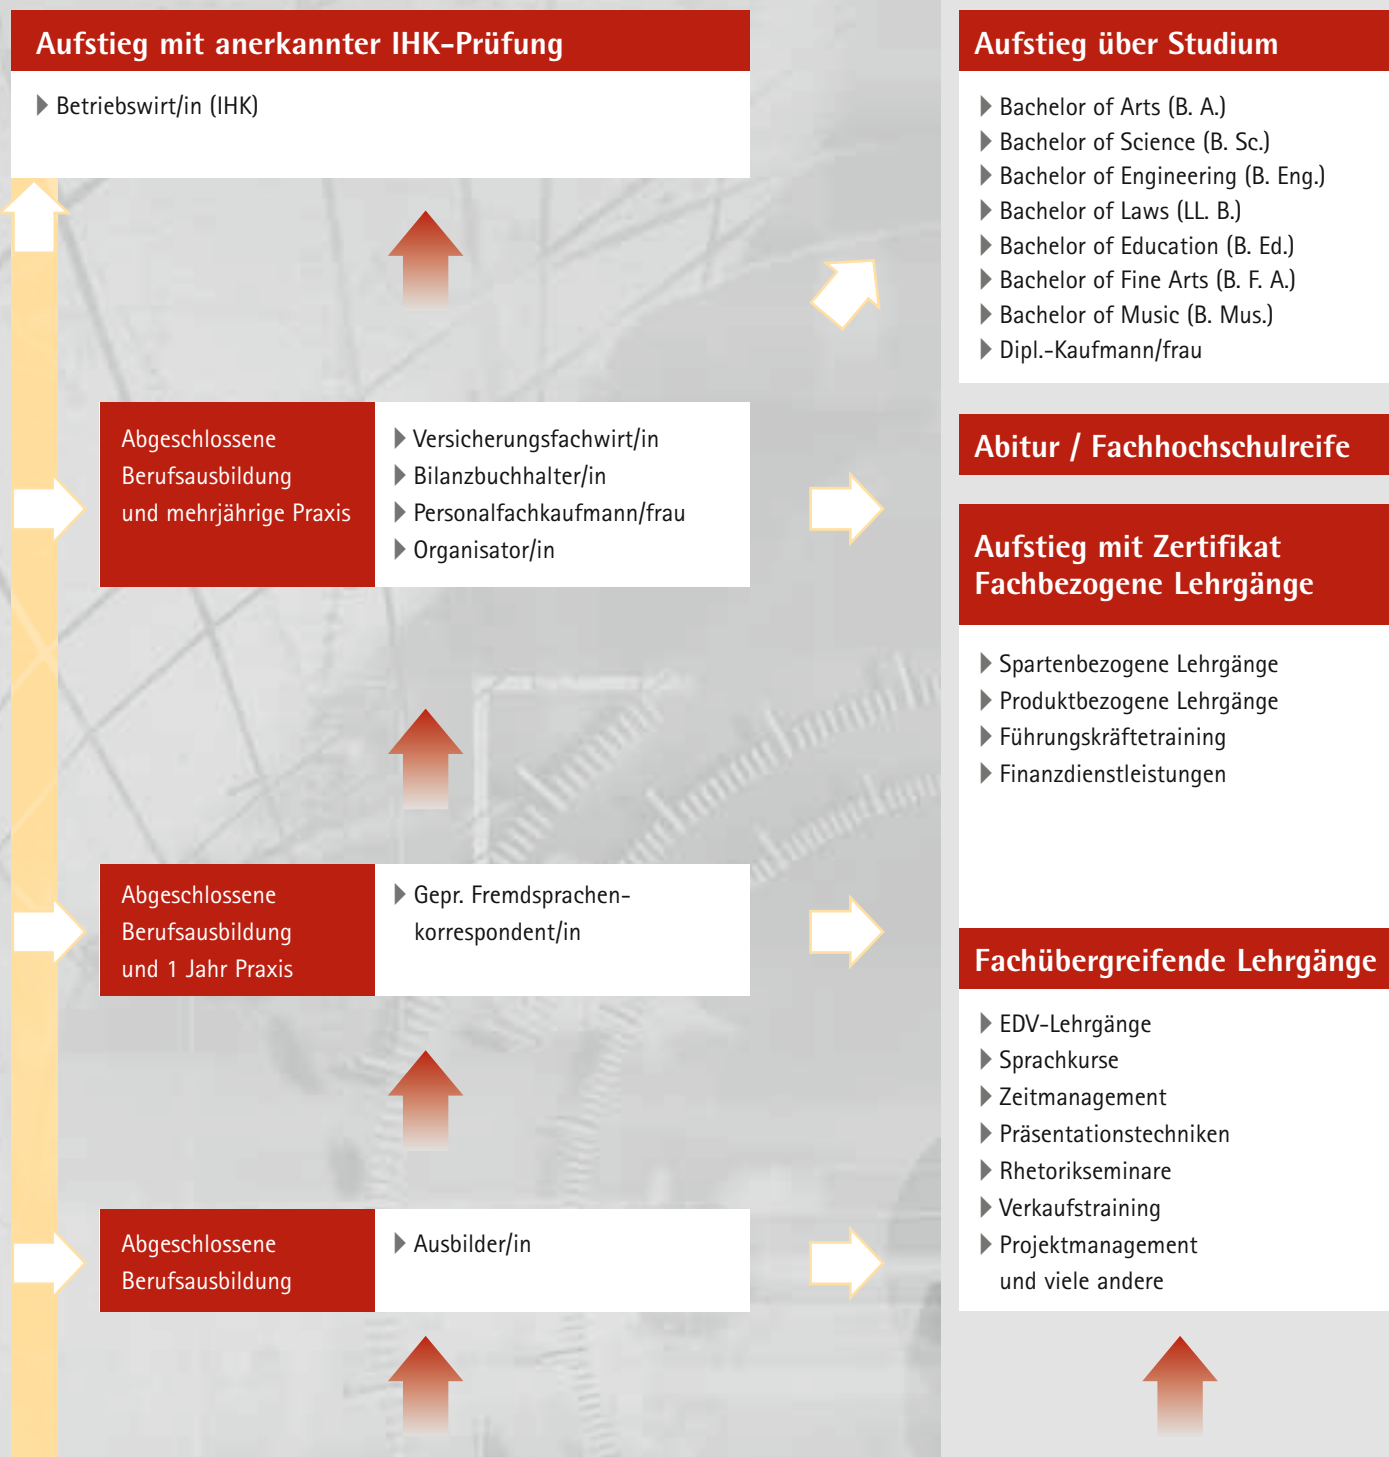 Aufstieg mit anerkannter IHK-Prüfung
Betriebswirt/in (IHK)
Abgeschlossene
Berufsausbildung
und mehrjährige Praxis
Versicherungsfachwirt/in
Bilanzbuchhalter/in
Personalfachkaufmann/frau
Organisator/in
Abgeschlossene
Berufsausbildung
und 1 Jahr Praxis
Gepr. Fremdsprachen-
korrespondent/in
Abgeschlossene
Berufsausbildung
Ausbilder/in
Aufstieg über Studium
Bachelor of Arts (B. A.)
Bachelor of Science (B. Sc.)
Bachelor of Engineering (B. Eng.)
Bachelor of Laws (LL. B.)
Bachelor of Education (B. Ed.)
Bachelor of Fine Arts (B. F. A.)
Bachelor of Music (B. Mus.)
Dipl.-Kaufmann/frau
Abitur / Fachhochschulreife
Aufstieg mit Zertifikat
Fachbezogene Lehrgänge
Spartenbezogene Lehrgänge
Produktbezogene Lehrgänge
Führungskräftetraining
Finanzdienstleistungen
Fachübergreifende Lehrgänge
EDV-Lehrgänge
Sprachkurse
Zeitmanagement
Präsentationstechniken
Rhetorikseminare
Verkaufstraining
Projektmanagement
und viele andere